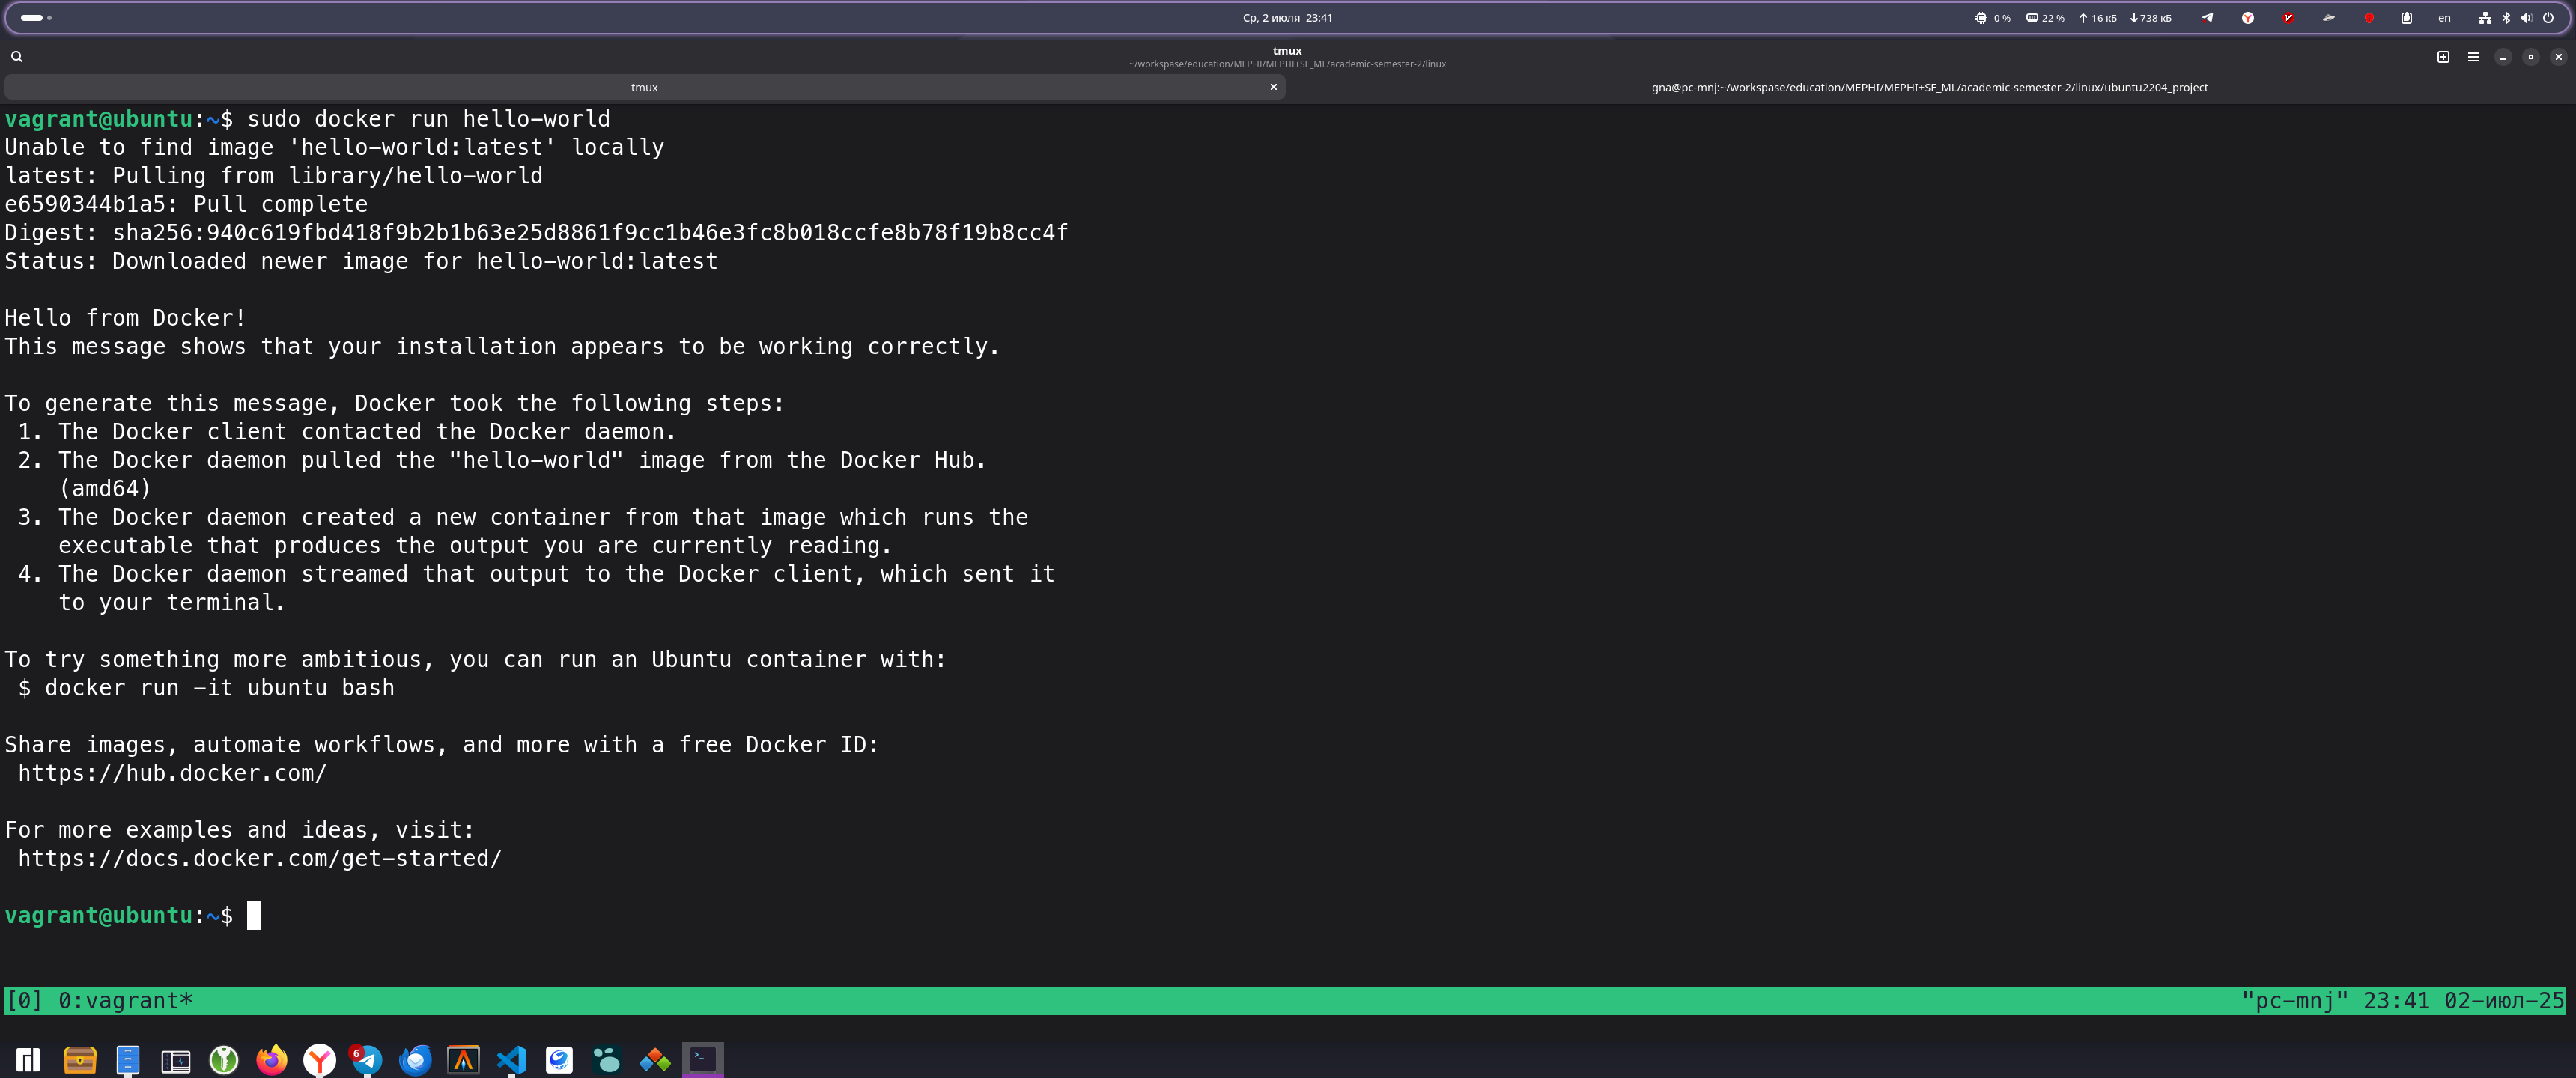 Ср, 2 июля 23:41
0 %
22 %
16 кБ
738 кБ
en
tmux
~/workspase/education/MEPHI/MEPHI+SF_ML/academic-semester-2/linux
tmux
gna@pc-mnj:~/workspase/education/MEPHI/MEPHI+SF_ML/academic-semester-2/linux/ubuntu2204_project
vagrant@ubuntu:~$ sudo docker run hello-world
Unable to find image 'hello-world:latest' locally
latest: Pulling from library/hello-world
e6590344b1a5: Pull complete
Digest: sha256:940c619fbd418f9b2b1b63e25d8861f9cc1b46e3fc8b018ccfe8b78f19b8cc4f
Status: Downloaded newer image for hello-world:latest
Hello from Docker!
This message shows that your installation appears to be working correctly.
To generate this message, Docker took the following steps:
1. The Docker client contacted the Docker daemon.
2. The Docker daemon pulled the "hello-world" image from the Docker Hub.
(amd64)
3. The Docker daemon created a new container from that image which runs the
executable that produces the output you are currently reading.
4. The Docker daemon streamed that output to the Docker client, which sent it
to your terminal.
To try something more ambitious, you can run an Ubuntu container with:
$ docker run -it ubuntu bash
Share images, automate workflows, and more with a free Docker ID:
https://hub.docker.com/
For more examples and ideas, visit:
https://docs.docker.com/get-started/
vagrant@ubuntu:~$
[0] 0:vagrant*
"pc-mnj" 23:41 02-июл-25
6